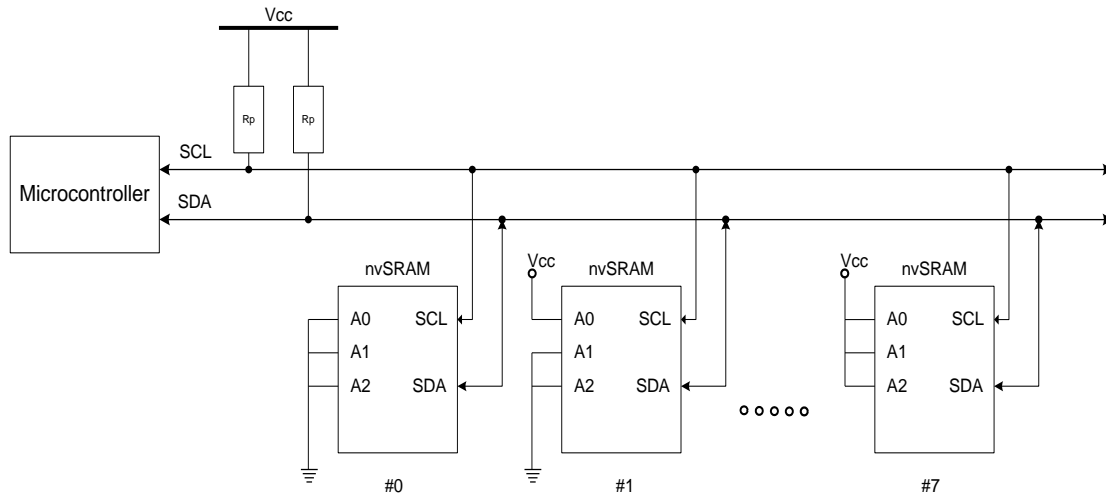 Vcc
Rp Rp
SCL
Microcontroller
SDA
nvSRAM Vcc nvSRAM Vcc nvSRAM
A0 SCL A0 SCL A0 SCL
A1 A1 A1
A2 SDA A2 SDA A2 SDA
#0 #1 #7